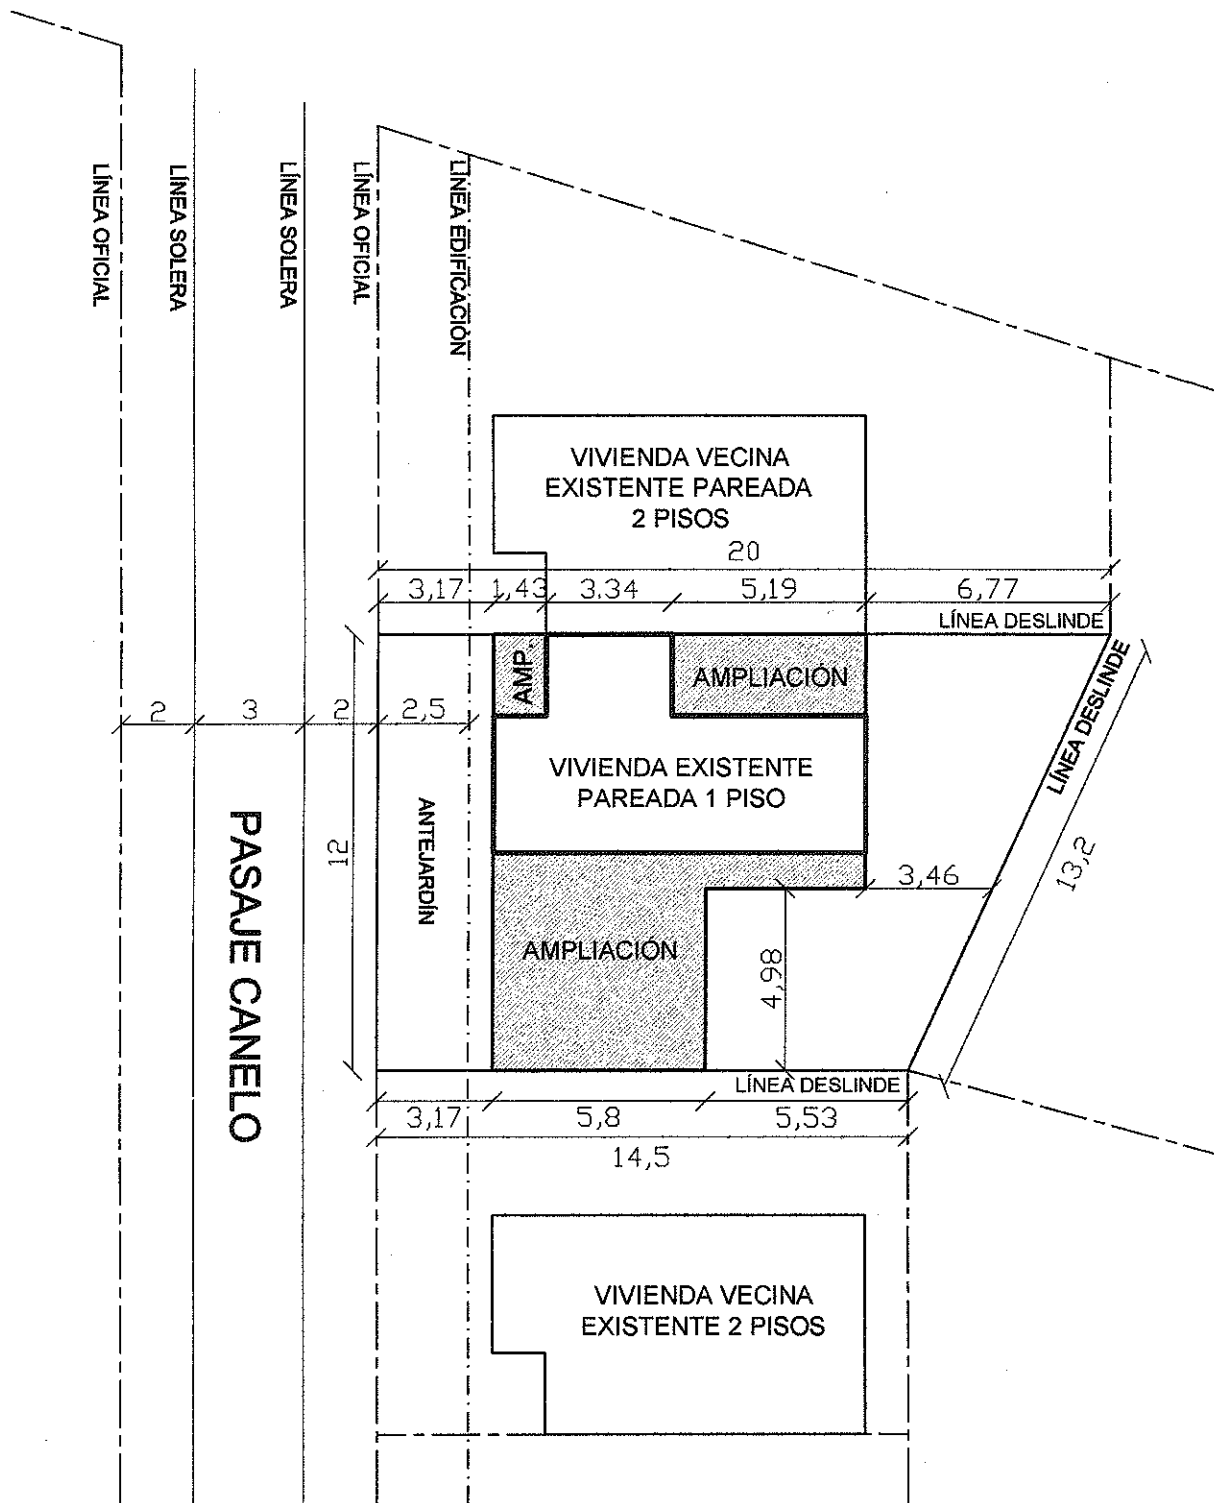 LÍNEA OFICIAL
LÍNEA SOLERA
LÍNEA SOLERA
LÍNEA OFICIAL
LÍNEA EDIFICACIÓN
VIVIENDA VECINA
EXISTENTE PAREADA
2 PISOS
20
3,17 1,43 3.34 5,19 6,77
LÍNEA DESLINDE
AMP.
AMPLIACIÓN
LÍNEA DESLINDE
2 3 2 2,5
VIVIENDA EXISTENTE
PAREADA 1 PISO
12
ANTEJARDÍN
PASAJE CANELO
13,2
3,46
AMPLIACIÓN
4,98
LÍNEA DESLINDE
3,17 5,8 5,53
14,5
VIVIENDA VECINA
EXISTENTE 2 PISOS